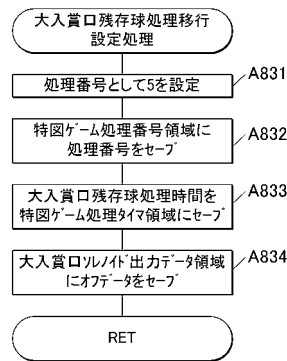 大入賞口残存球処理移行
設定処理
処理番号として5を設定
A831
特図ゲーム処理番号領域に
処理番号をセーブ
A832
大入賞口残存球処理時間を
特図ゲーム処理タイマ領域にセーブ
A833
大入賞口ソレノイド出力データ領域
にオフデータをセーブ
A834
RET